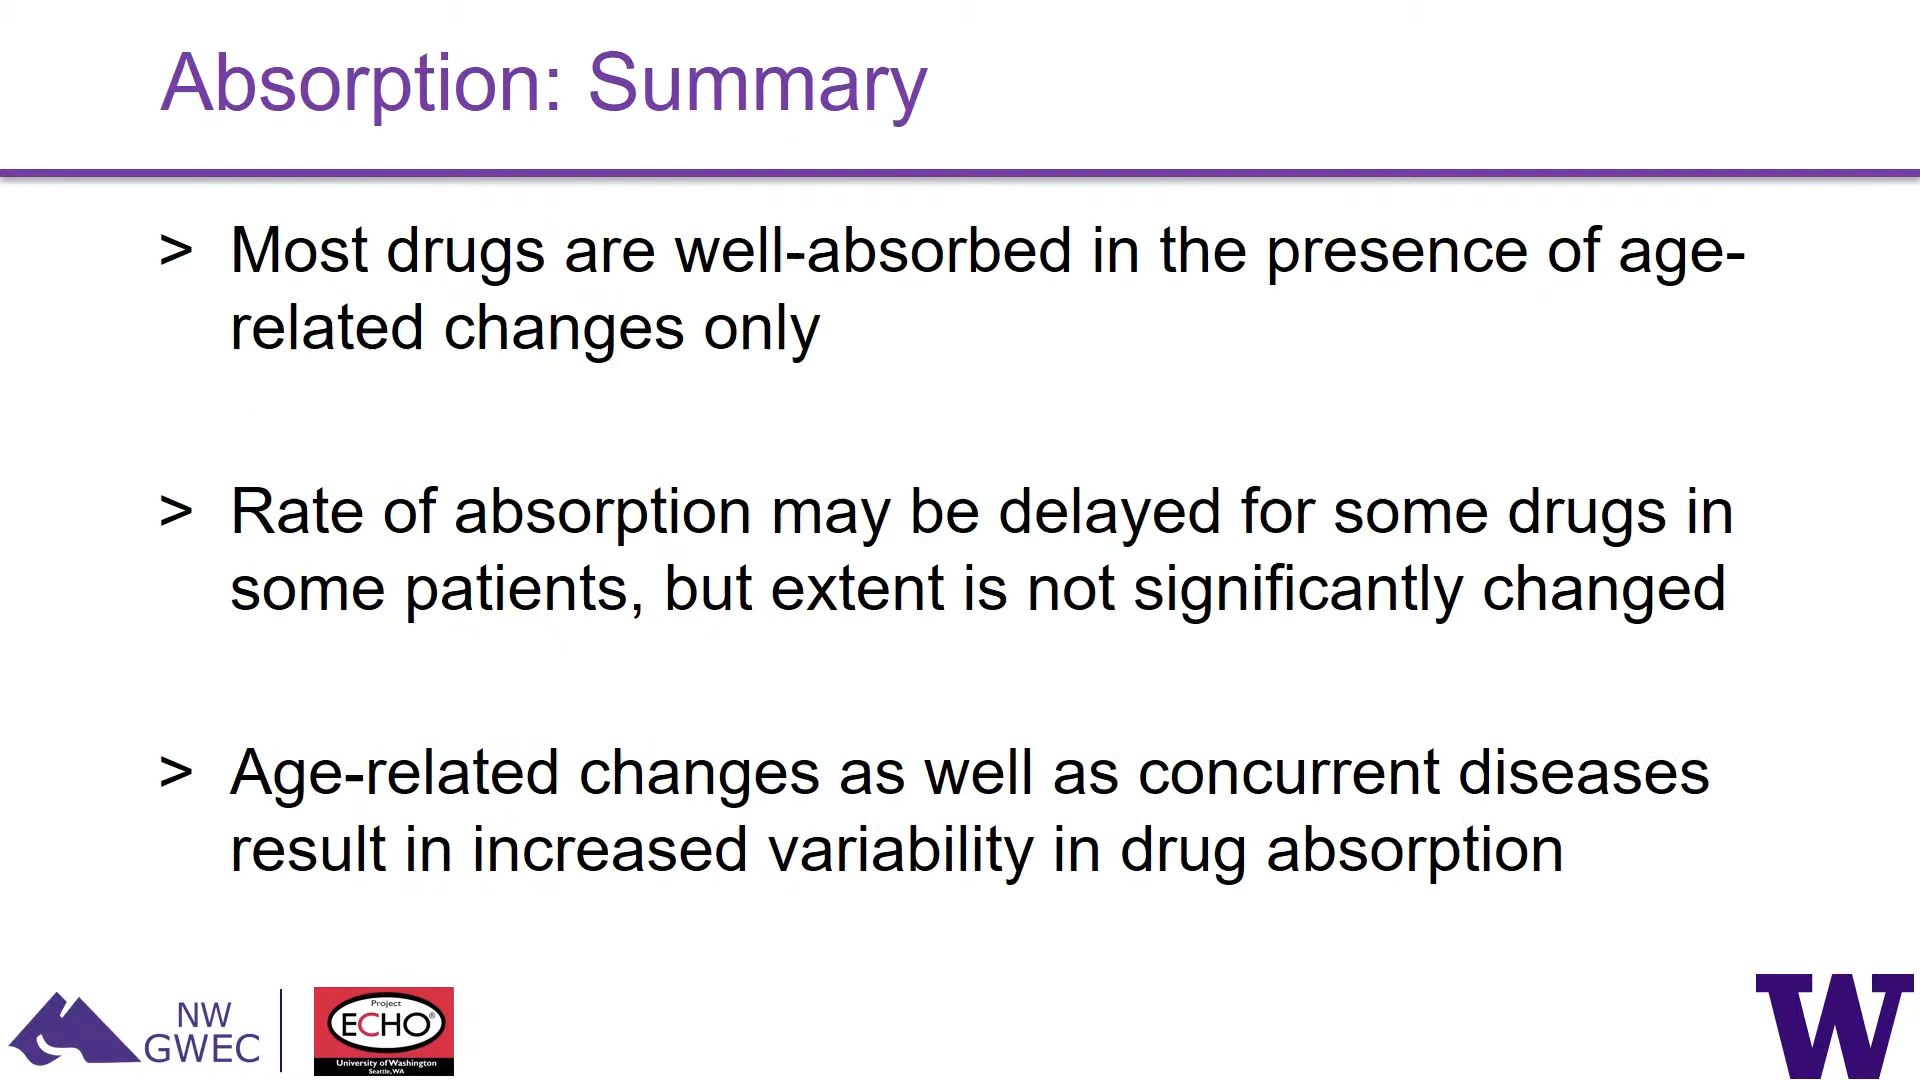 Absorption: Summary
> Most drugs are well-absorbed in the presence of age-
related changes only
> Rate of absorption may be delayed for some drugs in
some patients, but extent is not significantly changed
> Age-related changes as well as concurrent diseases
result in increased variability in drug absorption
NW
GWEC
Project
ECHO®
University of Washington
Seattle, WA
W